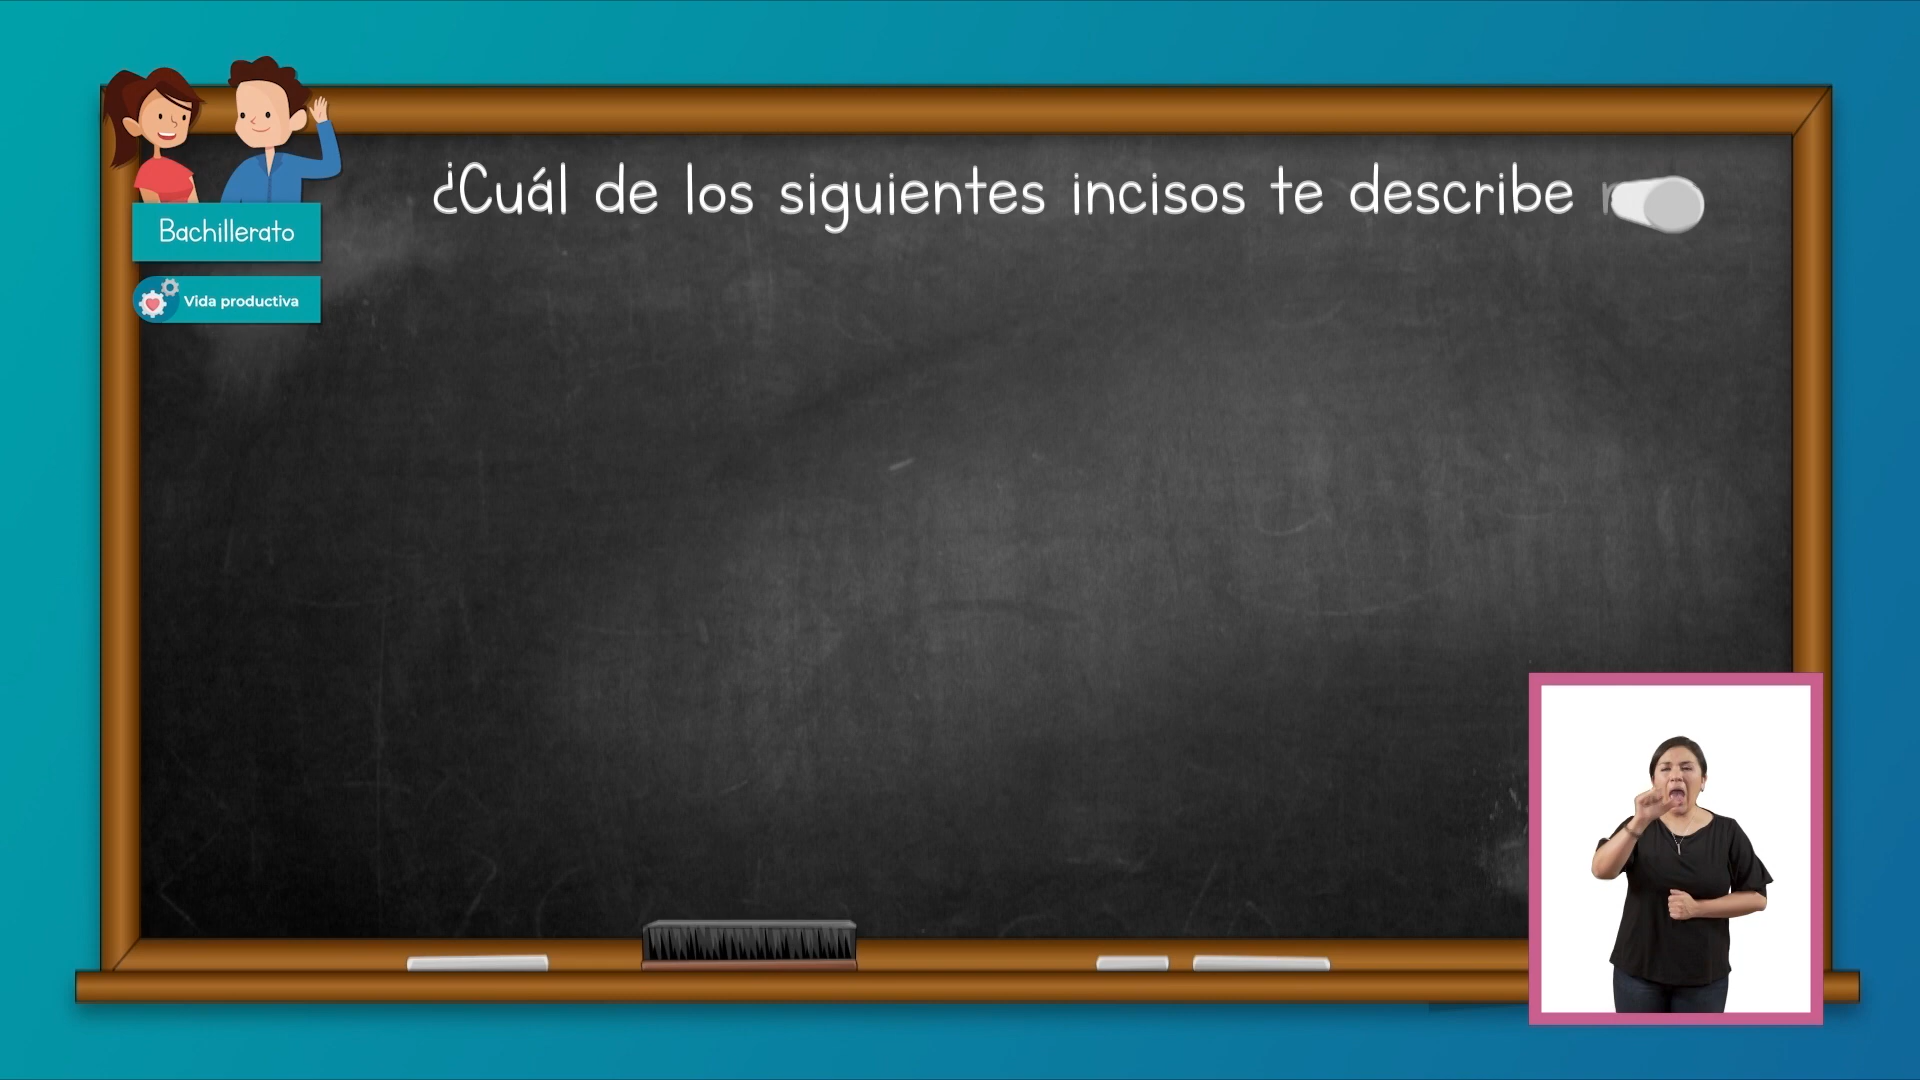 ¿Cuál de los siguientes incisos te describe
Bachillerato
Vida productiva